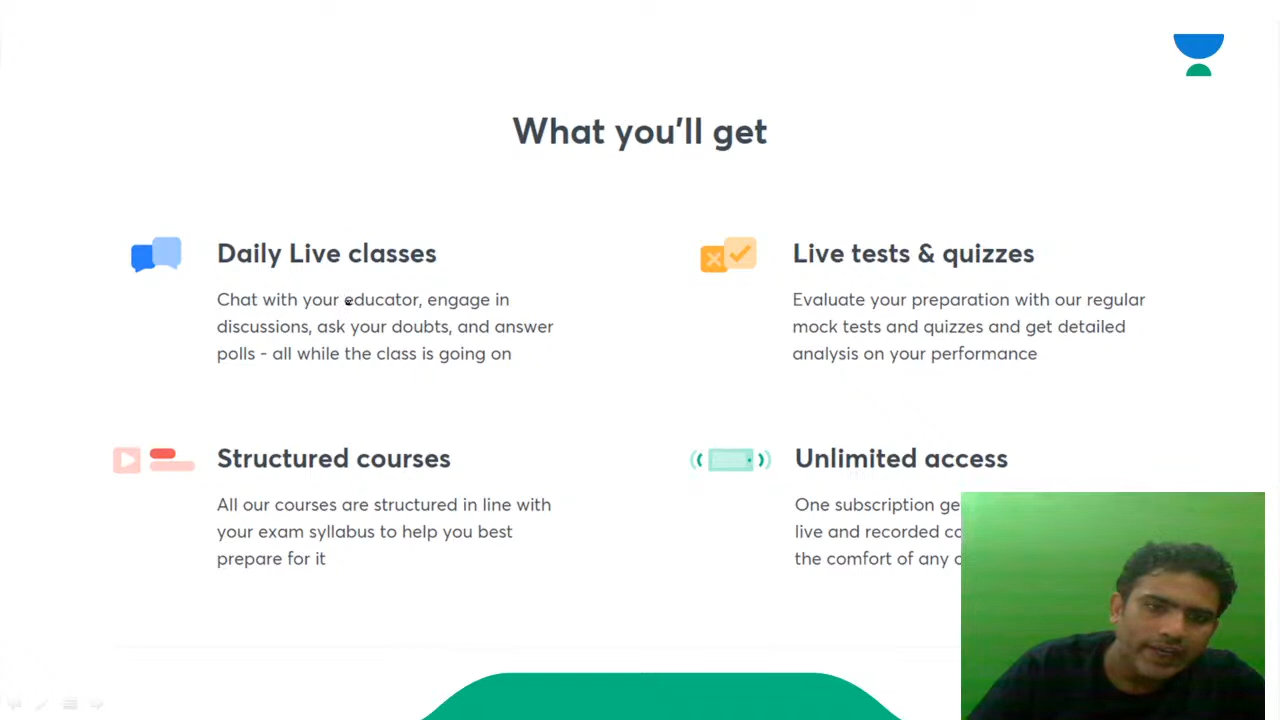 What you'll get
Daily Live classes
Chat with your educator, engage in
discussions, ask your doubts, and answer
polls - all while the class is going on
Live tests & quizzes
Evaluate your preparation with our regular
mock tests and quizzes and get detailed
analysis on your performance
Structured courses
All our courses are structured in line with
your exam syllabus to help you best
prepare for it
Unlimited access
One subscription
live and recorded
the comfort of any